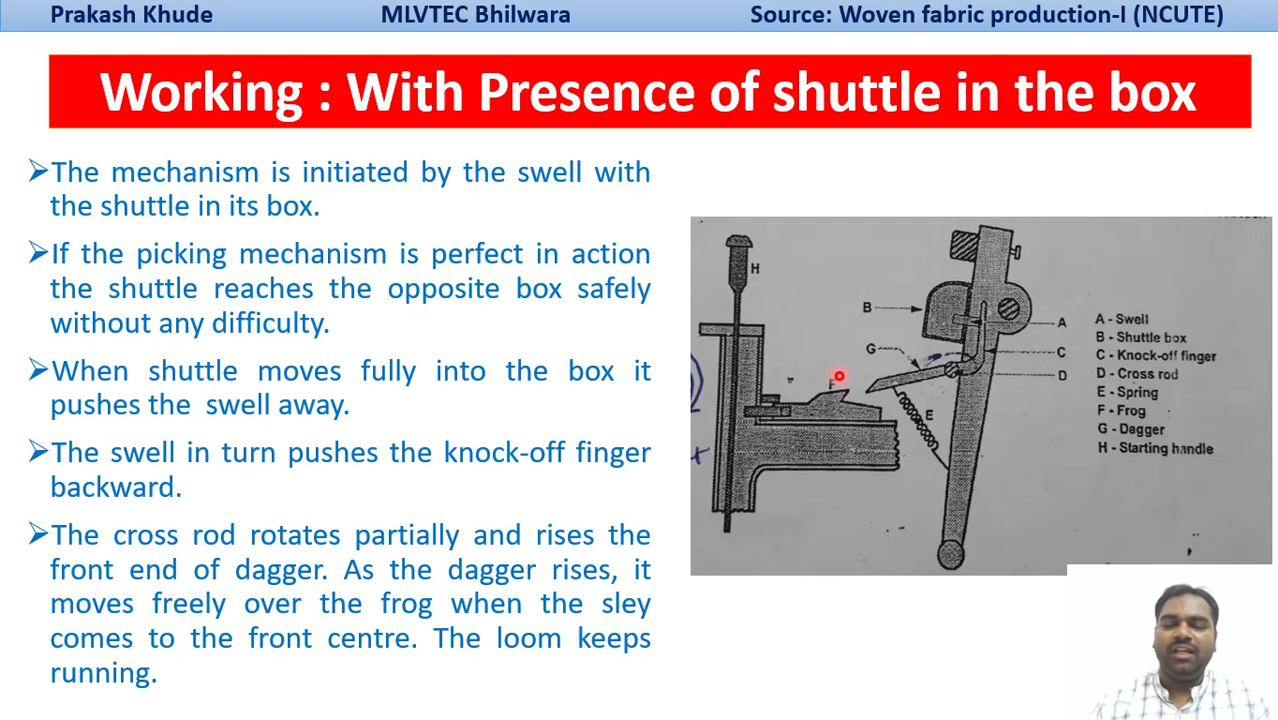 Prakash Khude MLVTEC Bhilwara Source: Woven fabric production-I (NCUTE)
Working : With Presence of shuttle in the box
➢The mechanism is initiated by the swell with
the shuttle in its box.
➢If the picking mechanism is perfect in action
the shuttle reaches the opposite box safely
without any difficulty.
➢When shuttle moves fully into the box it
pushes the swell away.
➢The swell in turn pushes the knock-off finger
backward.
➢The cross rod rotates partially and rises the
front end of dagger. As the dagger rises, it
moves freely over the frog when the sley
comes to the front centre. The loom keeps
running.
H
B
A
G
C
D
F
E
A - Swell
B - Shuttle box
C - Knock-off finger
D - Cross rod
E - Spring
F - Frog
G - Dagger
H - Starting handle